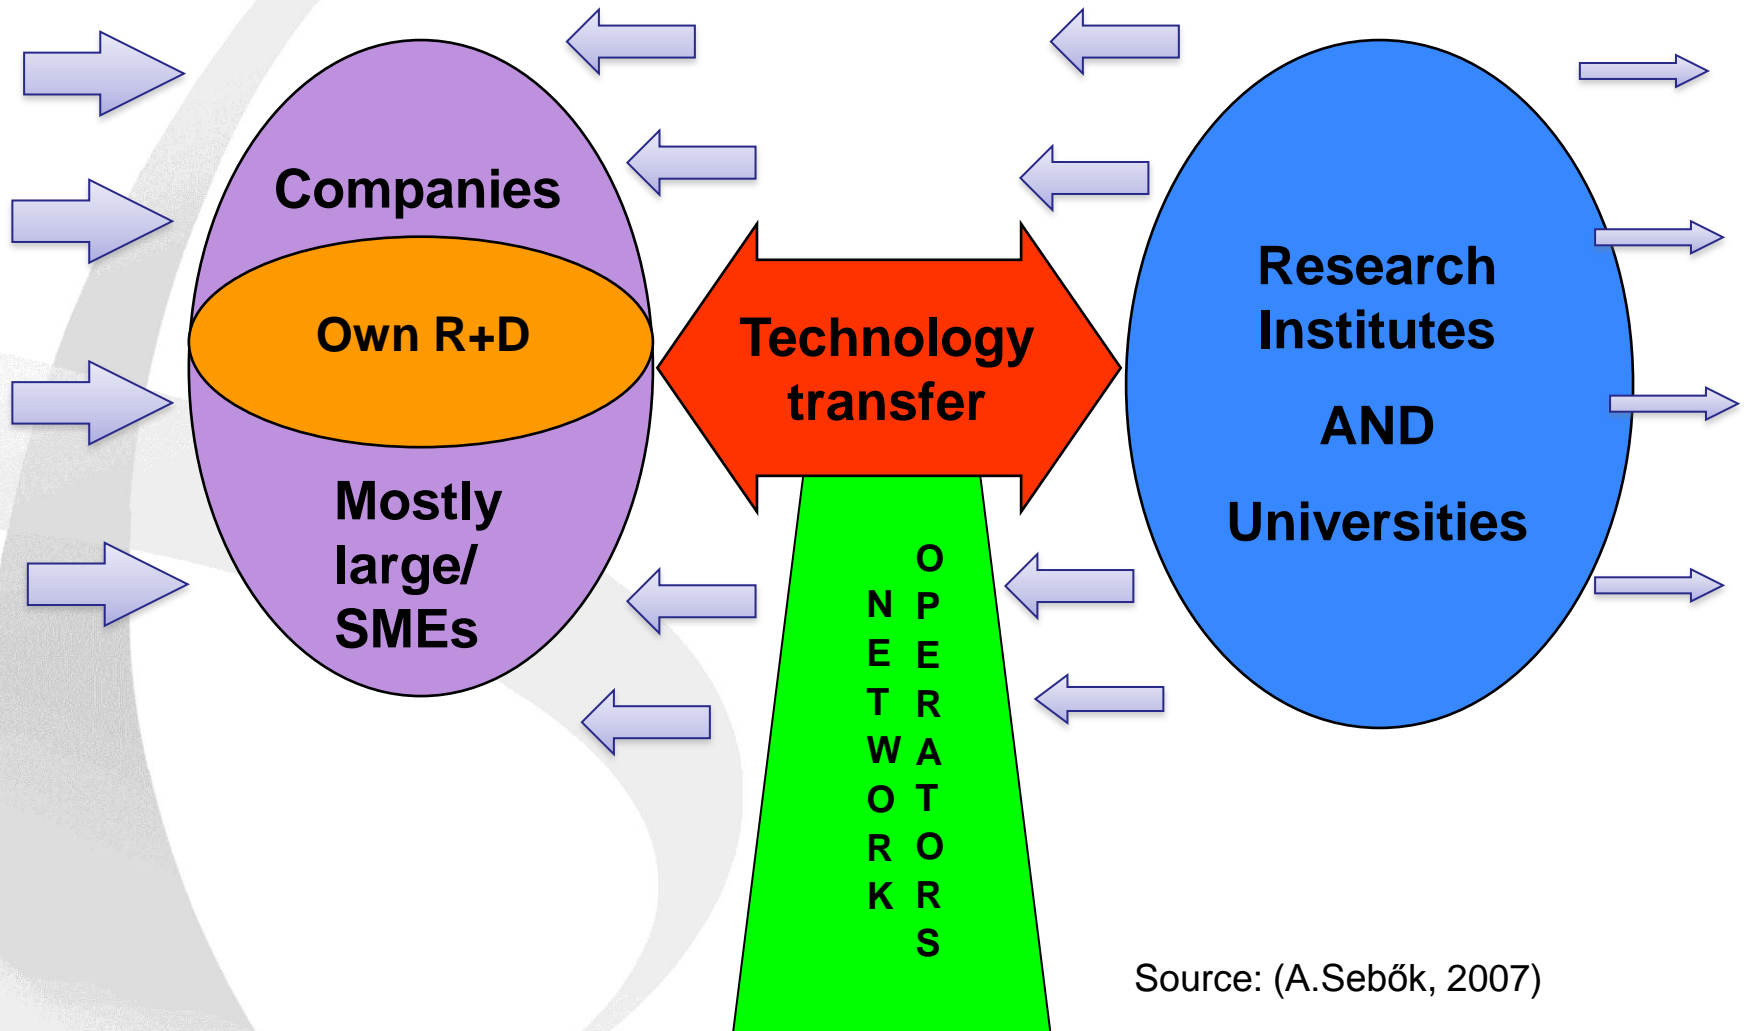 Companies
Own R+D
Mostly
large/
SMEs
Technology
transfer
NETWORK
OPERATORS
Research
Institutes
AND
Universities
Source: (A.Sebők, 2007)